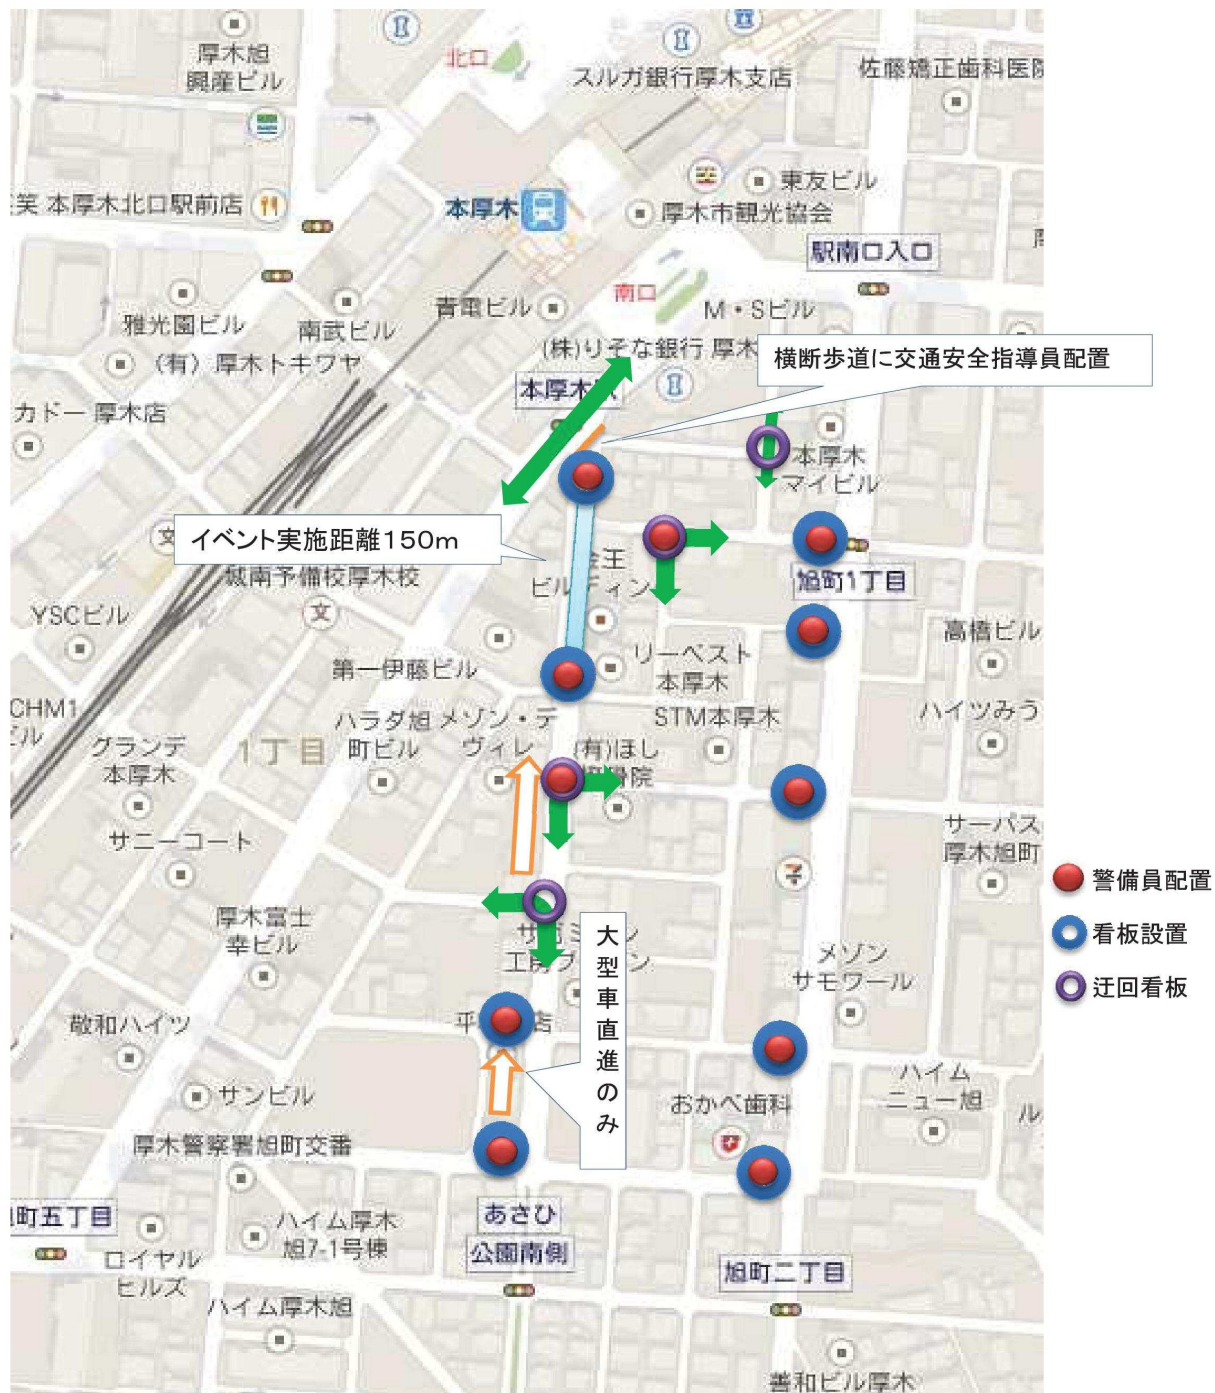 厚木旭
興産ビル
北口
スルガ銀行厚木支店
佐藤矯正歯科医院
笑 本厚木北口駅前店
本厚木
東友ビル
厚木市観光協会
駅南口入口
南口
青電ビル
M・Sビル
雅光園ビル
南武ビル
(株)りそな銀行 厚木
(有) 厚木トキワヤ
横断歩道に交通安全指導員配置
本厚木
カドー 厚木店
本厚木
マイビル
イベント実施距離150m
文
城南予備校厚木校
ビルディン
旭町1丁目
YSCビル
文
高橋ビル
第一伊藤ビル
リーベスト
本厚木
CHM1
ビル
ハラダ旭
町ビル
メゾン・デ
ヴィレ
STM本厚木
ハイツみう
グランデ
本厚木
1丁目
(有)ほし
骨院
サニーコート
サーパス
厚木旭町
警備員配置
厚木富士
幸ビル
看板設置
大型車直進のみ
メゾン
サモワール
迂回看板
敬和ハイツ
サンビル
おかべ歯科
ハイム
ニュー旭
ル
厚木警察署旭町交番
町五丁目
ハイム厚木
旭7-1号棟
あさひ
公園南側
ロイヤル
ヒルズ
旭町二丁目
ハイム厚木旭
善和ビル厚木